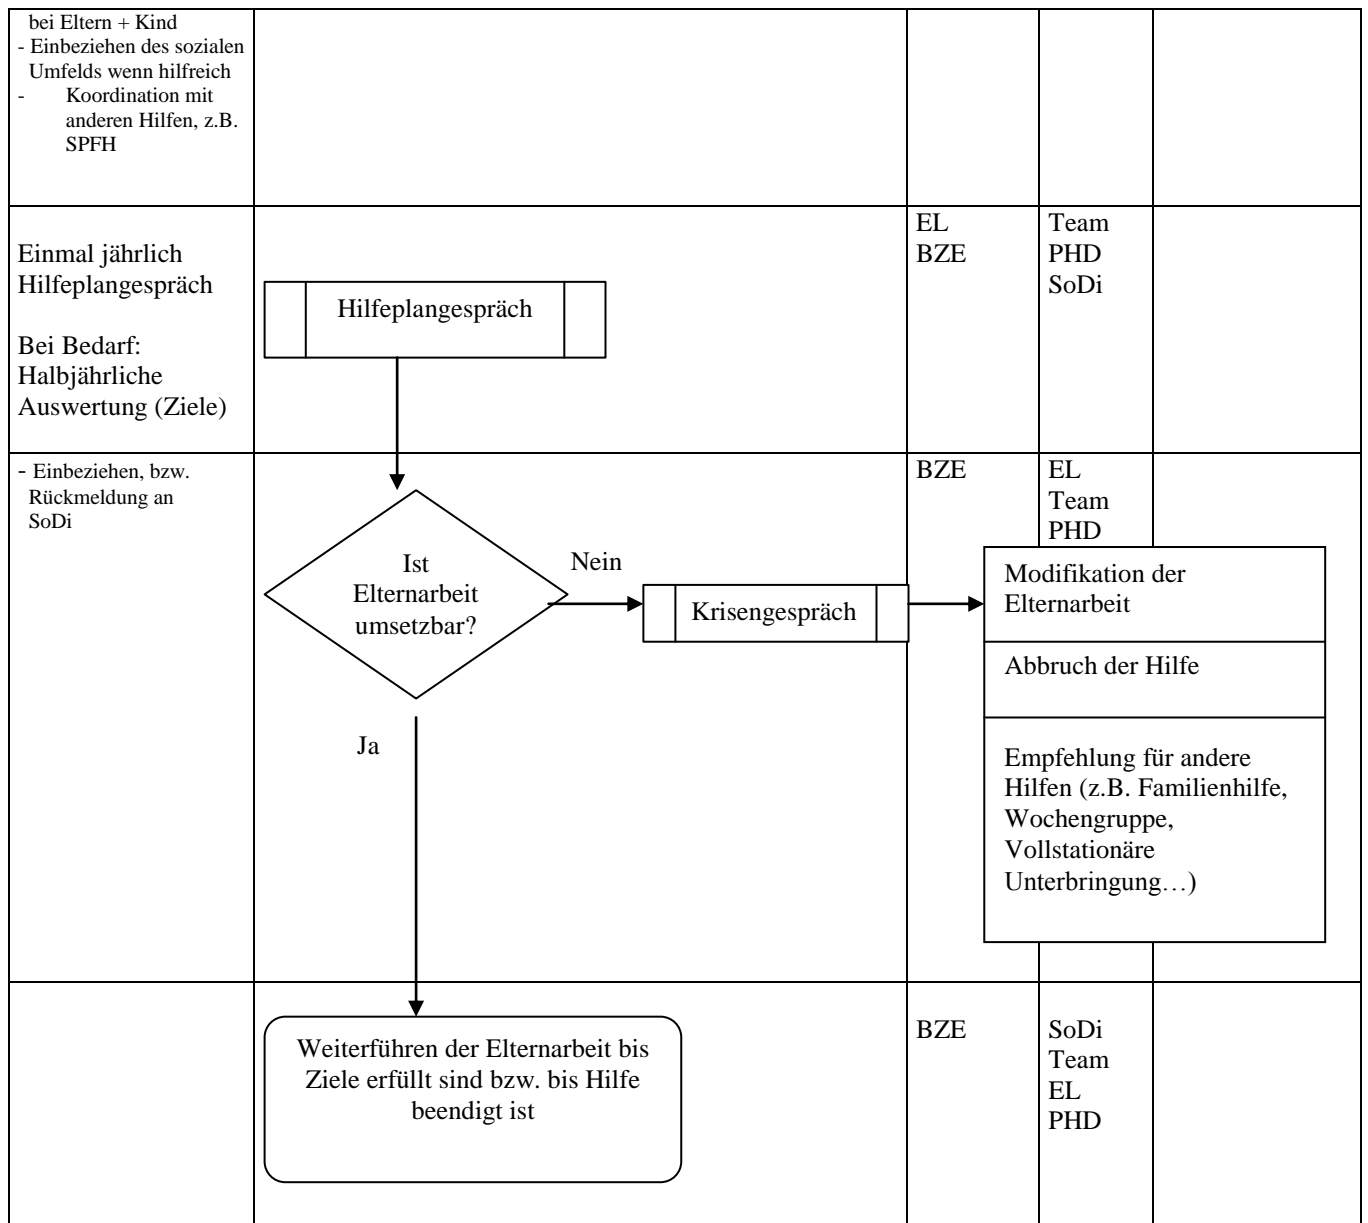 bei Eltern + Kind
- Einbeziehen des sozialen
Umfelds wenn hilfreich
- Koordination mit
anderen Hilfen, z.B.
SPFH
Einmal jährlich
Hilfeplangespräch
Bei Bedarf:
Halbjährliche
Auswertung (Ziele)
Hilfeplangespräch
EL
BZE
Team
PHD
SoDi
- Einbeziehen, bzw.
Rückmeldung an
SoDi
Ist
Elternarbeit
umsetzbar?
Nein
Krisengespräch
Ja
BZE
EL
Team
PHD
Modifikation der
Elternarbeit
Abbruch der Hilfe
Empfehlung für andere
Hilfen (z.B. Familienhilfe,
Wochengruppe,
Vollstationäre
Unterbringung…)
Weiterführen der Elternarbeit bis
Ziele erfüllt sind bzw. bis Hilfe
beendigt ist
BZE
SoDi
Team
EL
PHD